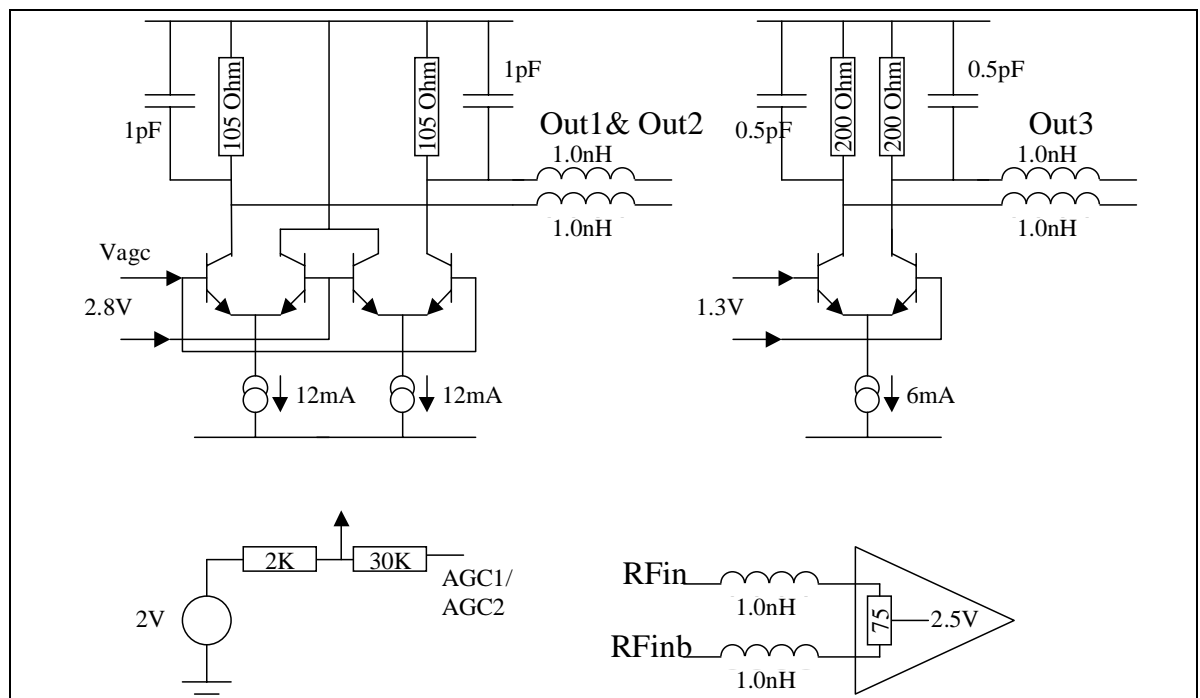 1pF
105 Ohm
105 Ohm
1pF
Out1& Out2
1.0nH
1.0nH
Vagc
2.8V
12mA
12mA
0.5pF
200 Ohm
200 Ohm
0.5pF
Out3
1.0nH
1.0nH
1.3V
6mA
2V
2K
30K
AGC1/
AGC2
RFin
1.0nH
RFinb
1.0nH
75
2.5V